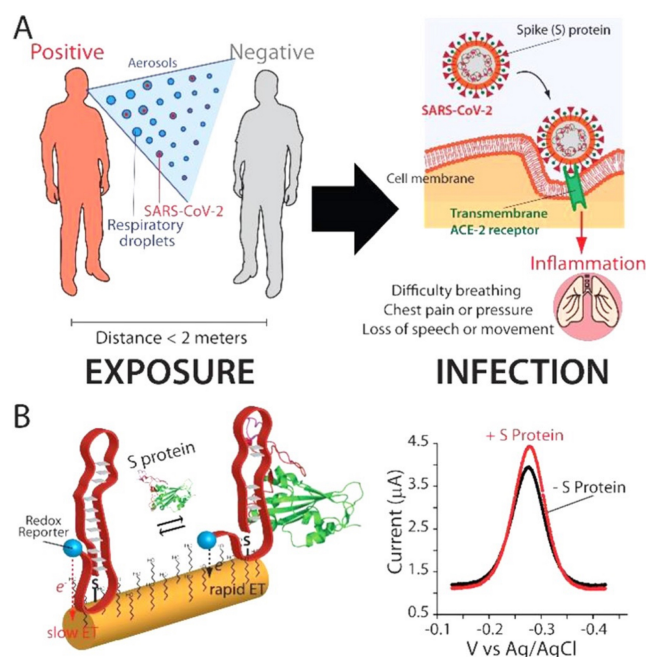 A
Positive
Aerosols
Negative
SARS-CoV-2
Respiratory
droplets
Distance < 2 meters
EXPOSURE
Spike (S) protein
SARS-CoV-2
Cell membrane
Transmembrane
ACE-2 receptor
Inflammation
Difficulty breathing
Chest pain or pressure
Loss of speech or movement
INFECTION
B
S protein
Redox
Reporter
S
S
e-
e-
slow ET
rapid ET
+ S Protein
- S Protein
Current (μA)
4.5
3.5
2.5
1.5
0.5
-0.1
-0.2
-0.3
-0.4
V vs Ag/AgCl